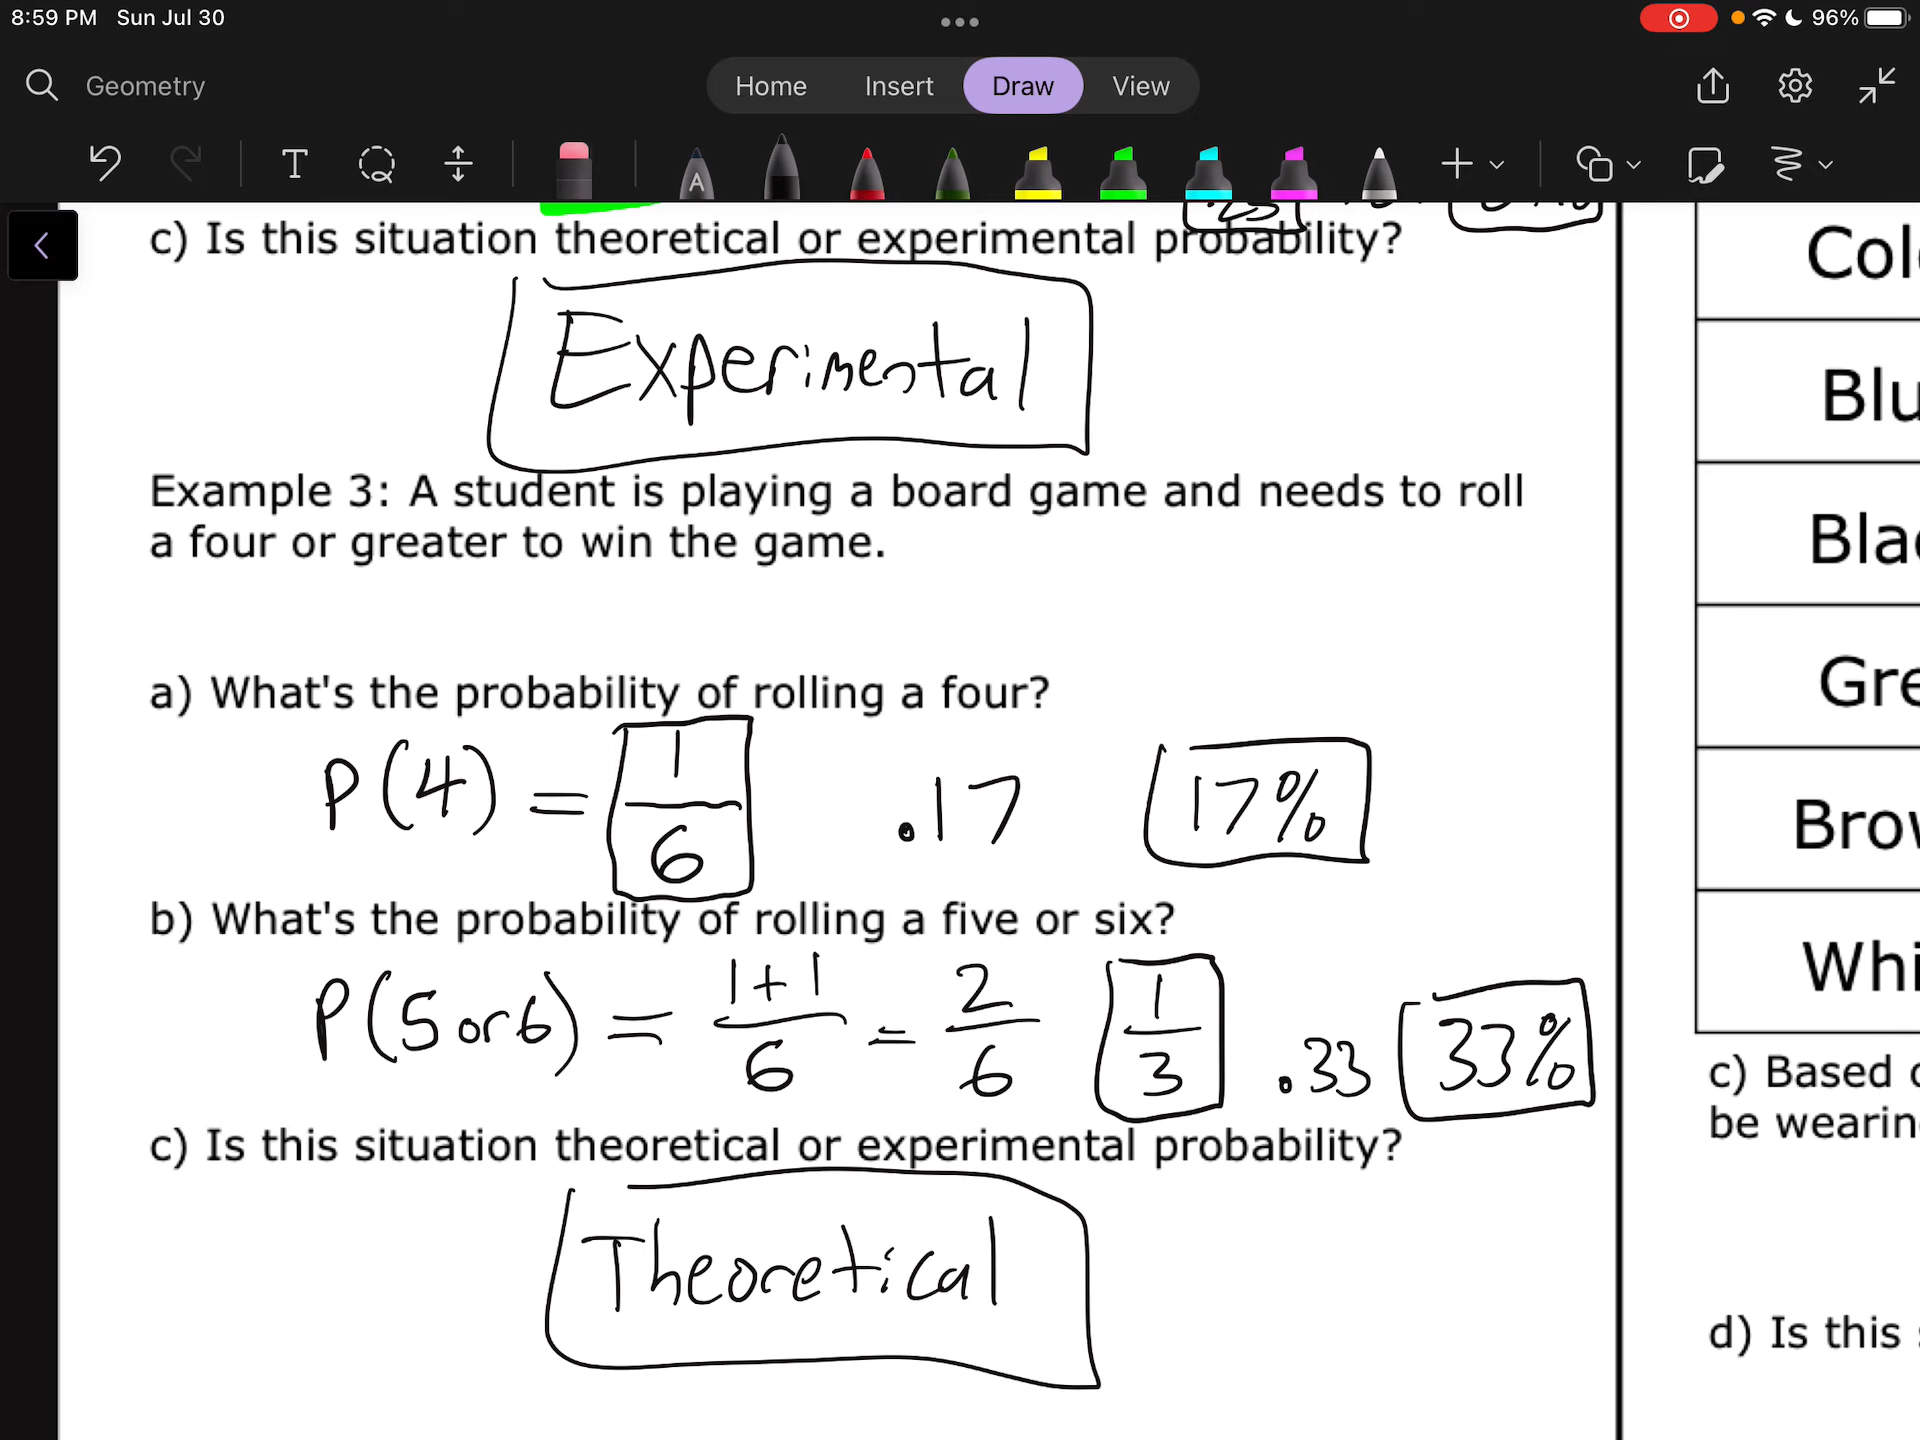 8:59 PM Sun Jul 30
96%
Geometry
Home Insert Draw View
T
A
c) Is this situation theoretical or experimental probability?
Experimental
Example 3: A student is playing a board game and needs to roll
a four or greater to win the game.
a) What's the probability of rolling a four?
P(4) = 1/6 .17 17%
b) What's the probability of rolling a five or six?
P(5 or 6) = 1+1/6 = 2/6 1/3 .33 33%
c) Is this situation theoretical or experimental probability?
Theoretical
Col
Blu
Bla
Gre
Bro
Whi
c) Based
be wearin
d) Is this